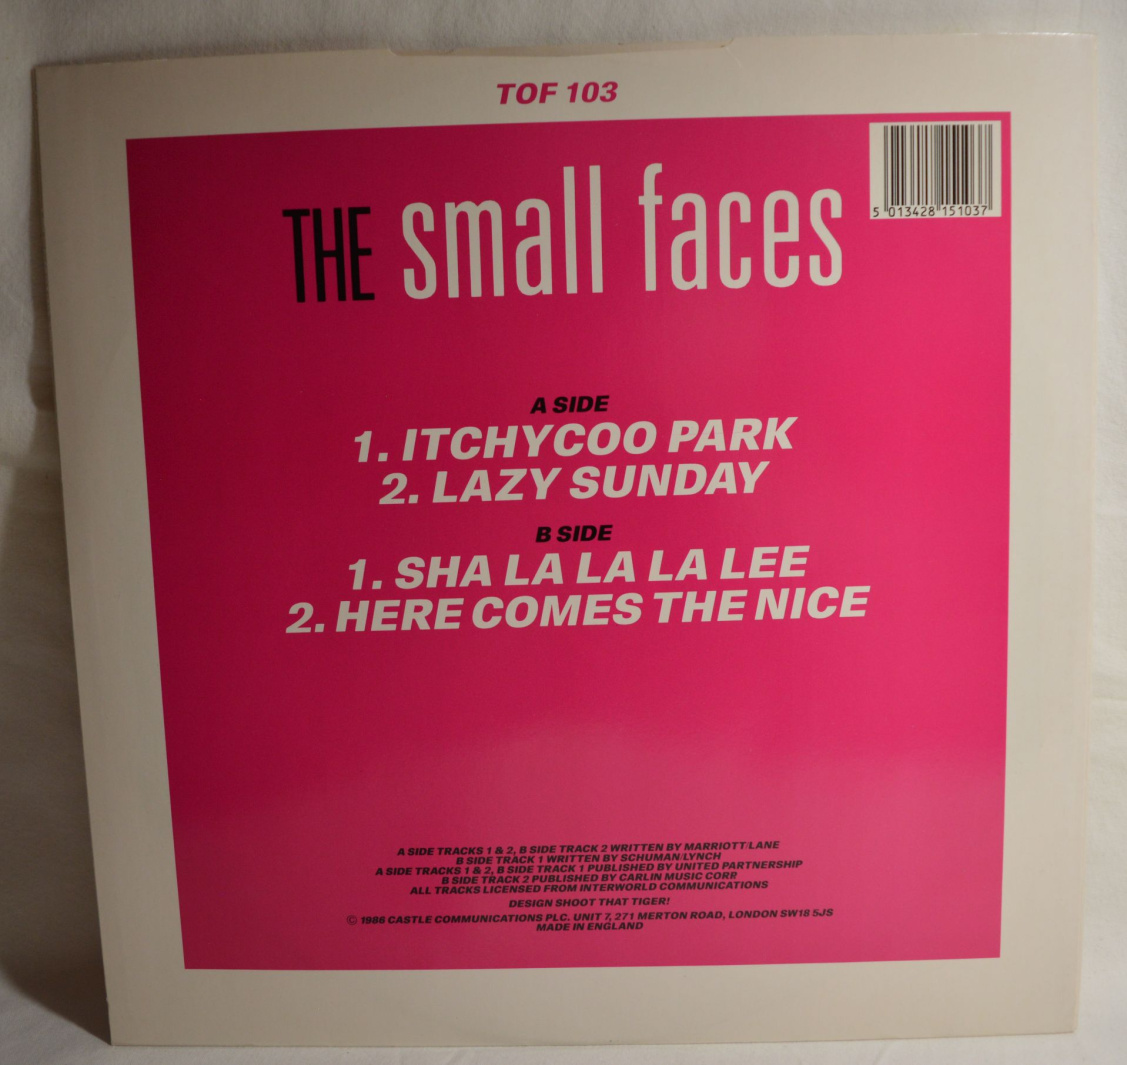 TOF 103
5 013428 151037
THE small faces
A SIDE
1. ITCHYCOO PARK
2. LAZY SUNDAY
B SIDE
1. SHA LA LA LA LEE
2. HERE COMES THE NICE
A SIDE TRACKS 1 & 2, B SIDE TRACK 2 WRITTEN BY MARRIOTT/LANE
B SIDE TRACK 1 WRITTEN BY SCHUMAN/LYNCH
A SIDE TRACKS 1 & 2, B SIDE TRACK 1 PUBLISHED BY UNITED PARTNERSHIP
B SIDE TRACK 2 PUBLISHED BY CARLIN MUSIC CORP
ALL TRACKS LICENSED FROM INTERWORLD COMMUNICATIONS
DESIGN SHOOT THAT TIGER!
© 1986 CASTLE COMMUNICATIONS PLC. UNIT 7, 271 MERTON ROAD, LONDON SW18 5JS
MADE IN ENGLAND